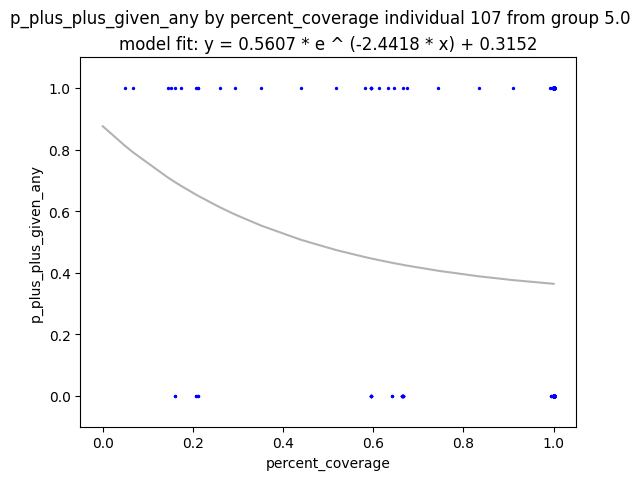 p_plus_plus_given_any by percent_coverage individual 107 from group 5.0
model fit: y = 0.5607 * e ^ (-2.4418 * x) + 0.3152
1.0
0.8
0.6
0.4
0.2
0.0
p_plus_plus_given_any
0.0 0.2 0.4 0.6 0.8 1.0
percent_coverage